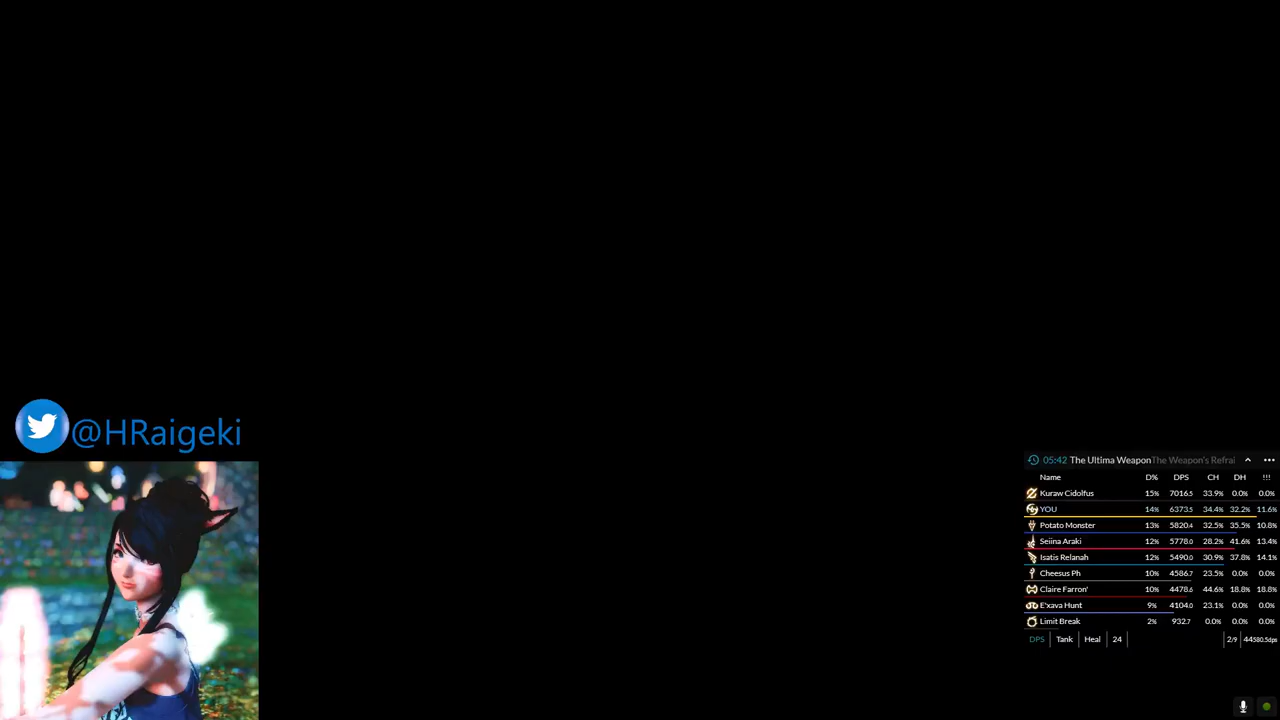 @HRaigeki
05:42 The Ultima Weapon The Weapon's Refrai
Name D% DPS CH DH !!!
Kuraw Cidolfus 15% 7016.5 33.9% 0.0% 0.0%
YOU 14% 6373.5 34.4% 32.2% 11.6%
Potato Monster 13% 5820.4 32.5% 35.5% 10.8%
Seiina Araki 12% 5778.0 28.2% 41.6% 13.4%
Isatis Relanah 12% 5490.0 30.9% 37.8% 14.1%
Cheesus Ph 10% 4586.7 23.5% 0.0% 0.0%
Claire Farron' 10% 4478.6 44.6% 18.8% 18.8%
E'xava Hunt 9% 4104.0 23.1% 0.0% 0.0%
Limit Break 2% 932.7 0.0% 0.0% 0.0%
DPS Tank Heal 24 2/9 44580.5dps